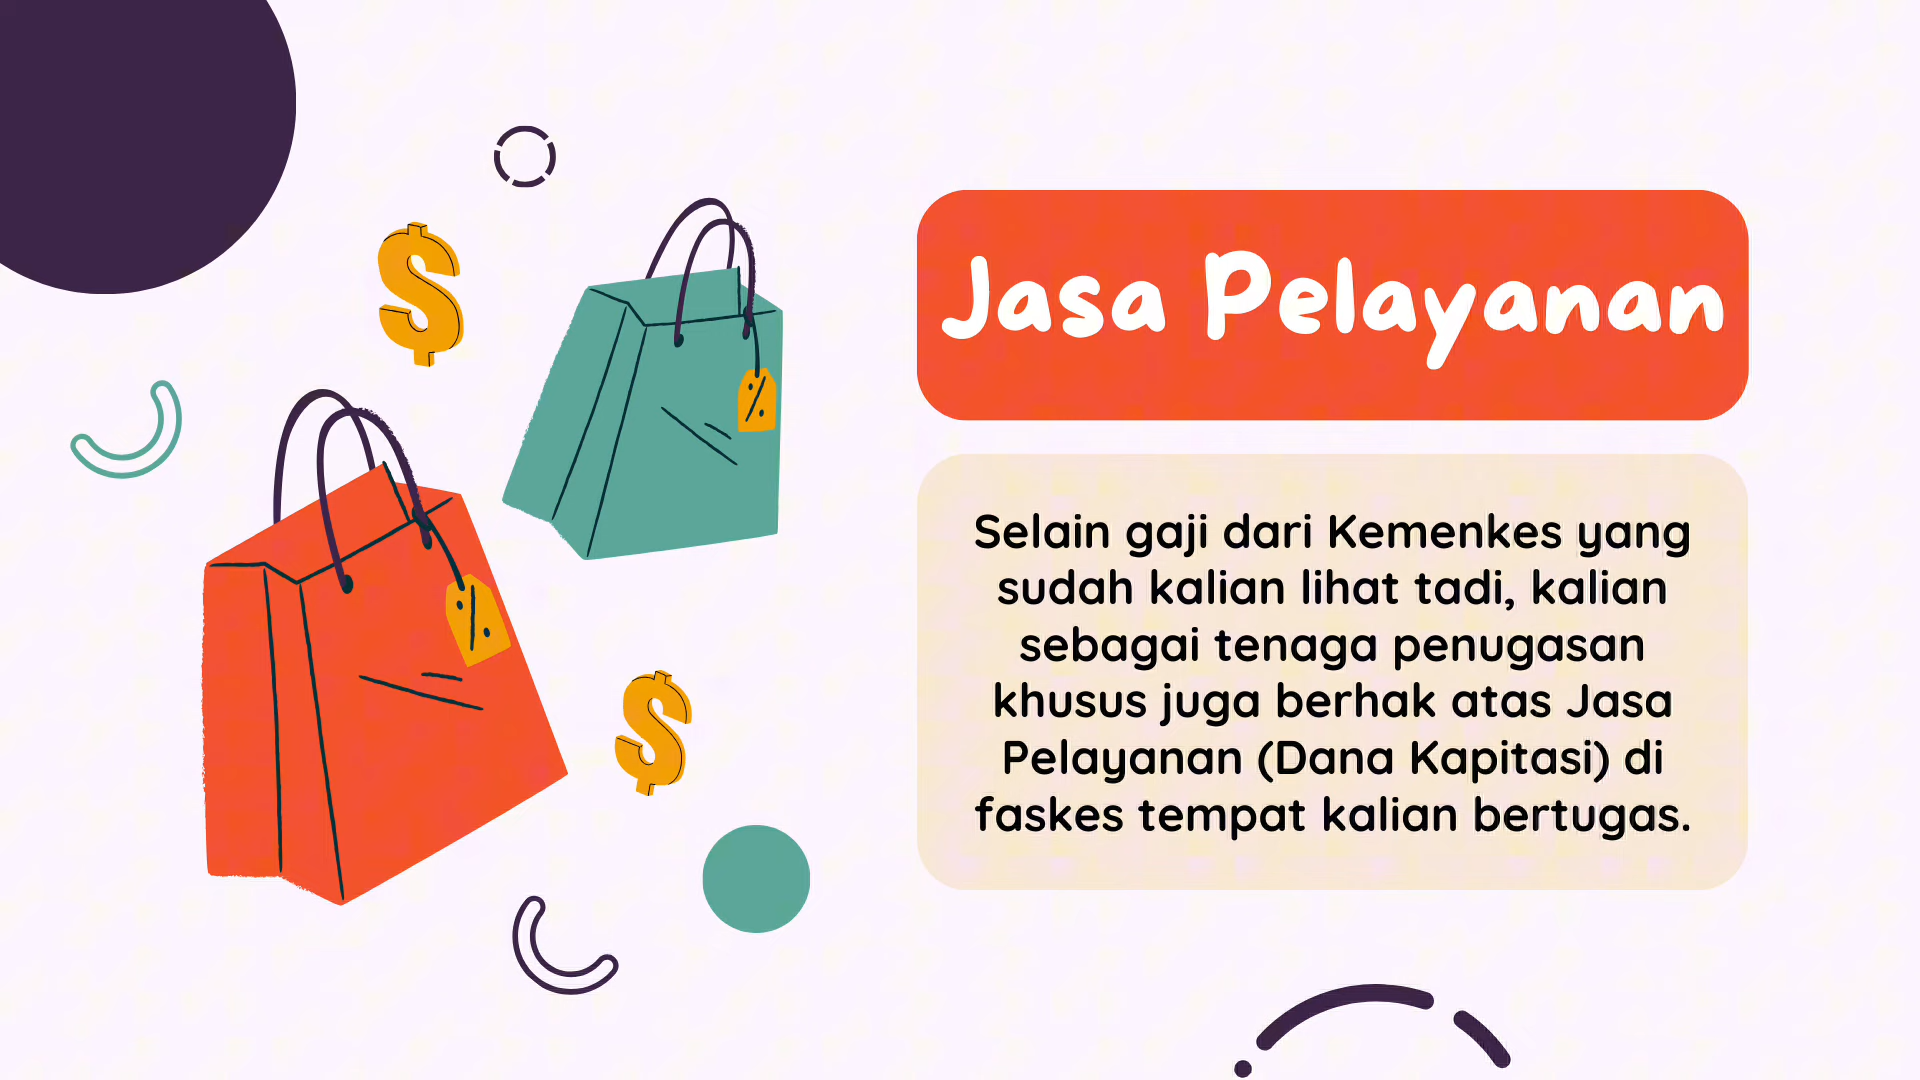 Jasa Pelayanan
Selain gaji dari Kemenkes yang
sudah kalian lihat tadi, kalian
sebagai tenaga penugasan
khusus juga berhak atas Jasa
Pelayanan (Dana Kapitasi) di
faskes tempat kalian bertugas.